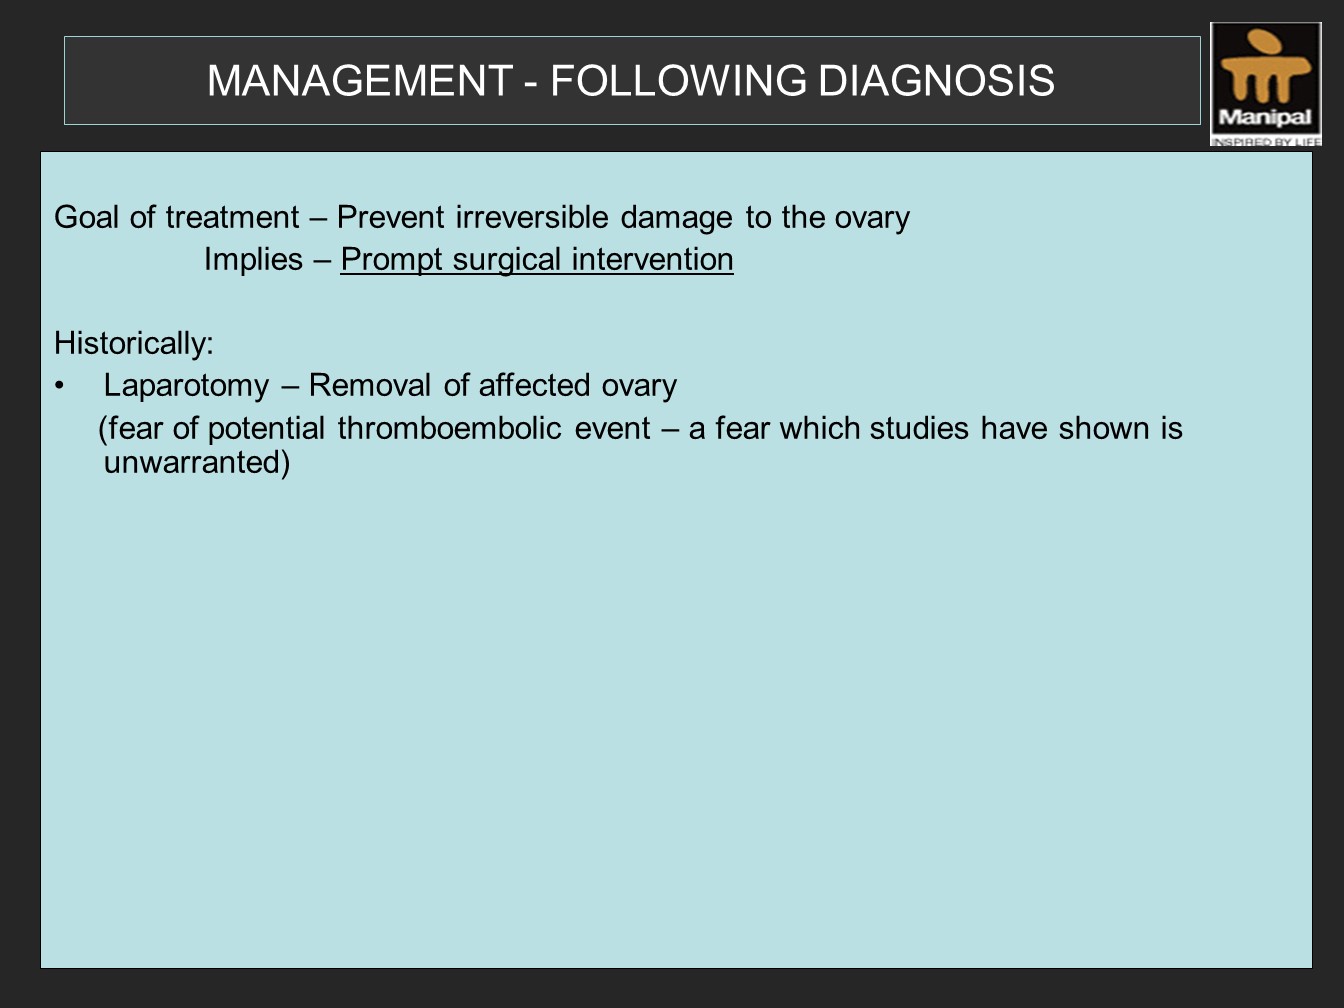 MANAGEMENT - FOLLOWING DIAGNOSIS
Manipal
INSPIRED BY LIFE
Goal of treatment – Prevent irreversible damage to the ovary
Implies – Prompt surgical intervention
Historically:
• Laparotomy – Removal of affected ovary
(fear of potential thromboembolic event – a fear which studies have shown is
unwarranted)